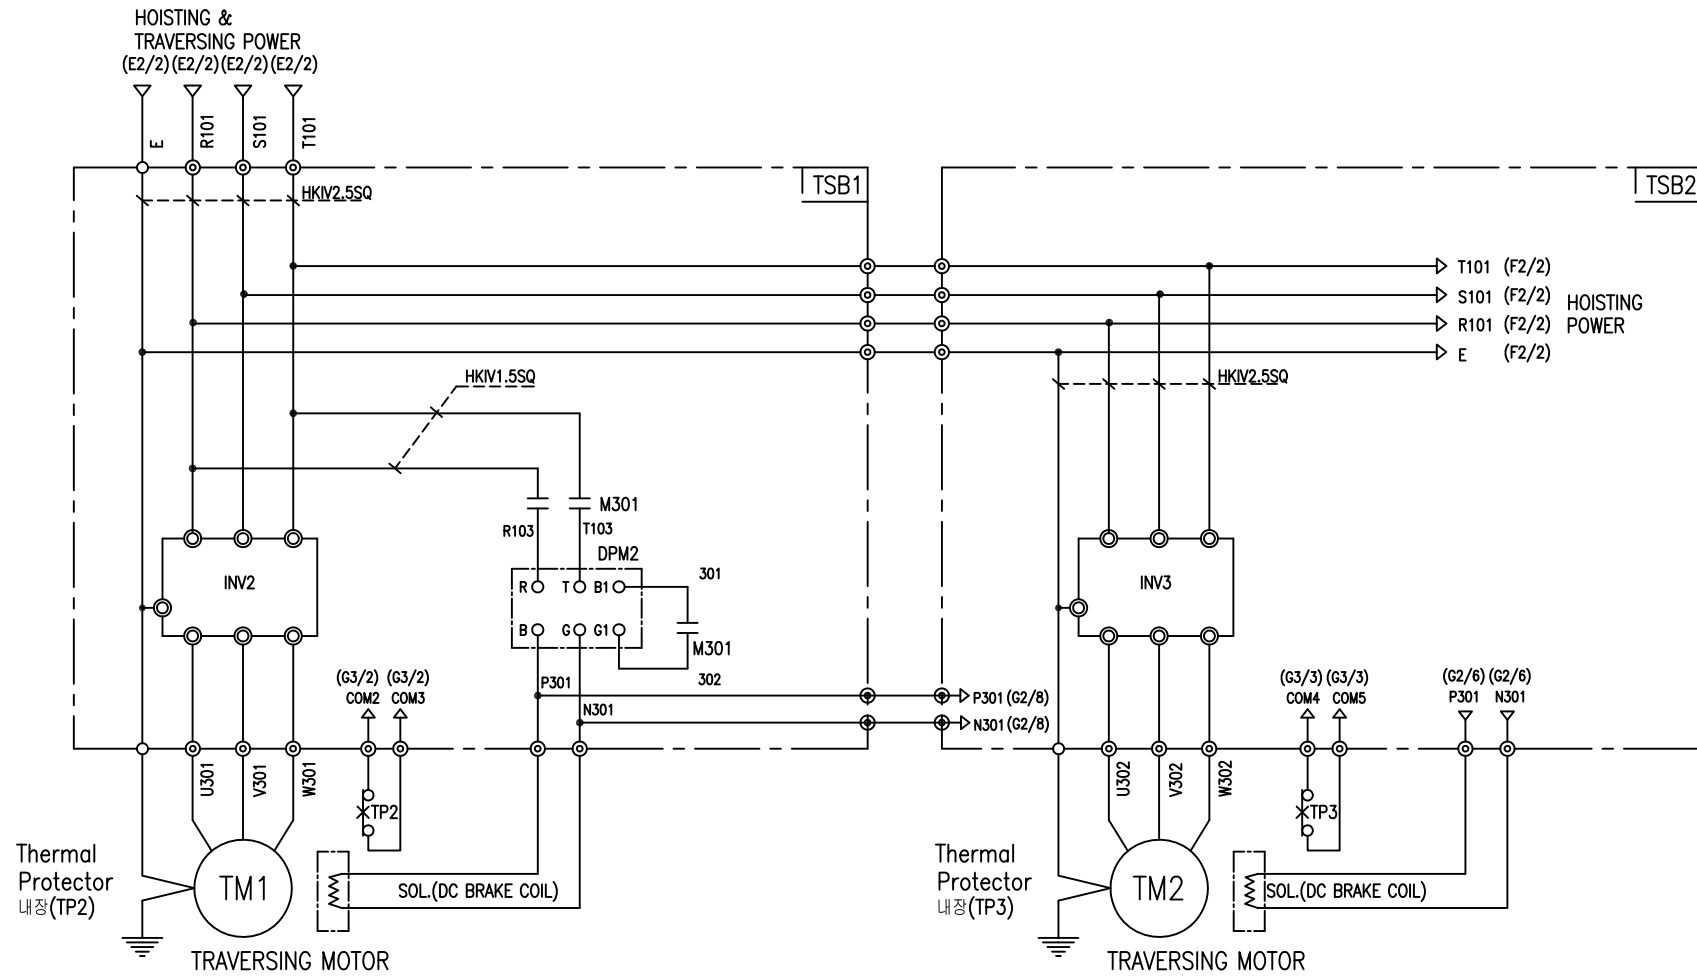 HOISTING &
TRAVERSING POWER
(E2/2) (E2/2) (E2/2) (E2/2)
E
R101
S101
T101
HKIV2.5SQ
TSB1
TSB2
T101 (F2/2)
S101 (F2/2)
R101 (F2/2)
E (F2/2)
HOISTING
POWER
HKIV1.5SQ
HKIV2.5SQ
M301
R103
T103
DPM2
INV2
R T B1
301
B G G1
M301
302
INV3
P301
N301
P301 (G2/8)
N301 (G2/8)
(G3/2) (G3/2)
COM2 COM3
(G3/3) (G3/3)
COM4 COM5
(G2/6) (G2/6)
P301 N301
U301
V301
W301
TP2
U302
V302
W302
TP3
Thermal
Protector
내장(TP2)
TM1
SOL.(DC BRAKE COIL)
TRAVERSING MOTOR
Thermal
Protector
내장(TP3)
TM2
SOL.(DC BRAKE COIL)
TRAVERSING MOTOR